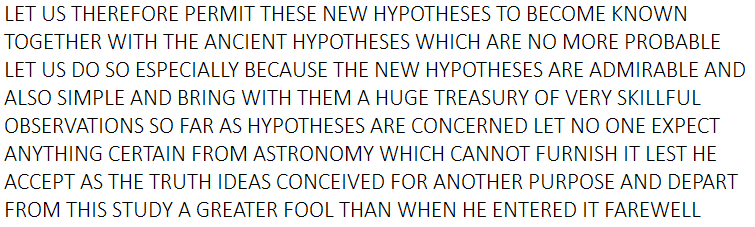 LET US THEREFORE PERMIT THESE NEW HYPOTHESES TO BECOME KNOWN
TOGETHER WITH THE ANCIENT HYPOTHESES WHICH ARE NO MORE PROBABLE
LET US DO SO ESPECIALLY BECAUSE THE NEW HYPOTHESES ARE ADMIRABLE AND
ALSO SIMPLE AND BRING WITH THEM A HUGE TREASURY OF VERY SKILLFUL
OBSERVATIONS SO FAR AS HYPOTHESES ARE CONCERNED LET NO ONE EXPECT
ANYTHING CERTAIN FROM ASTRONOMY WHICH CANNOT FURNISH IT LEST HE
ACCEPT AS THE TRUTH IDEAS CONCEIVED FOR ANOTHER PURPOSE AND DEPART
FROM THIS STUDY A GREATER FOOL THAN WHEN HE ENTERED IT FAREWELL